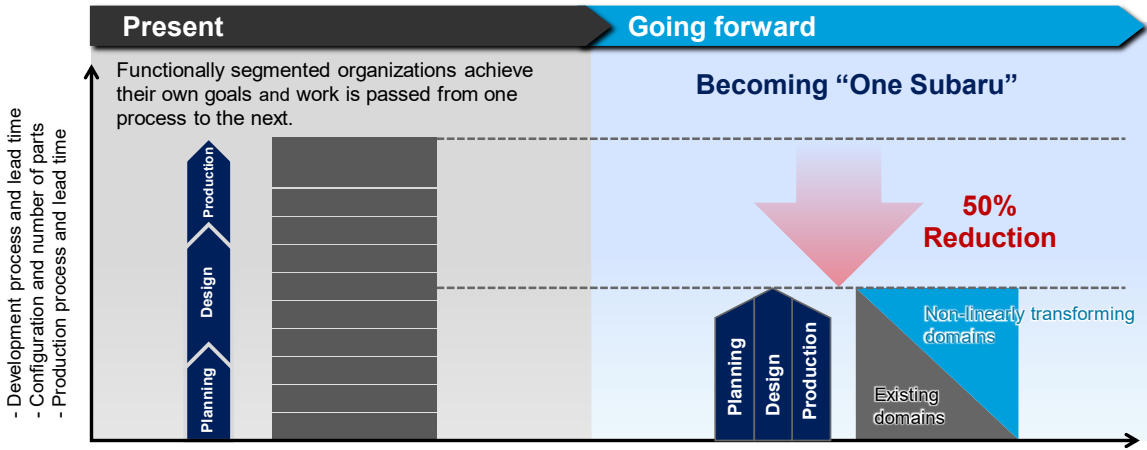 Present
Going forward
Functionally segmented organizations achieve
their own goals and work is passed from one
process to the next.
Becoming “One Subaru”
- Development process and lead time
- Configuration and number of parts
- Production process and lead time
Production
Design
Planning
50%
Reduction
Planning
Design
Production
Non-linearly transforming
domains
Existing
domains